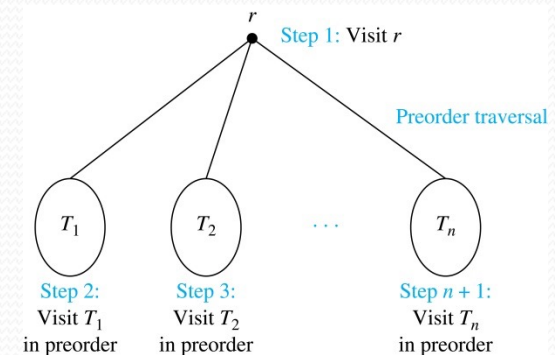 r
Step 1: Visit r
Preorder traversal
T₁
T₂
. . .
Tₙ
Step 2:
Visit T₁
in preorder
Step 3:
Visit T₂
in preorder
Step n + 1:
Visit Tₙ
in preorder